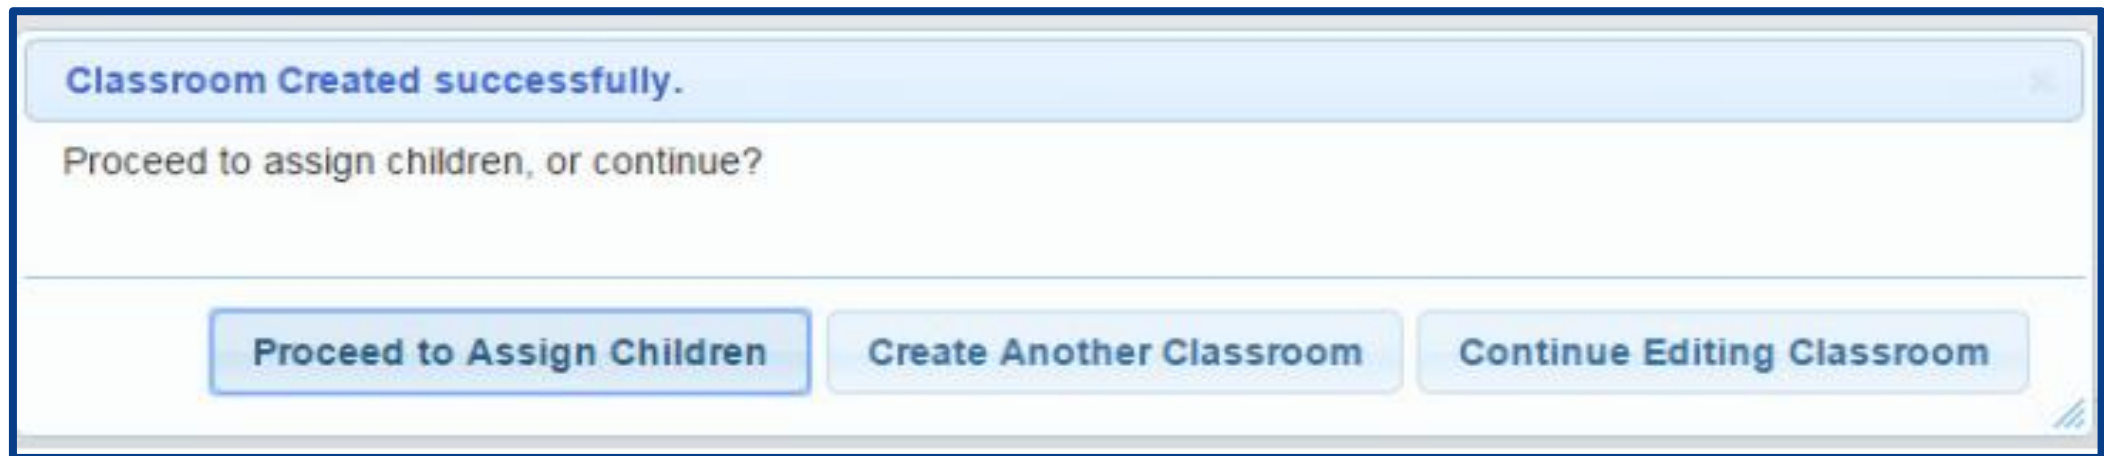 Classroom Created successfully.
Proceed to assign children, or continue?
Proceed to Assign Children Create Another Classroom Continue Editing Classroom